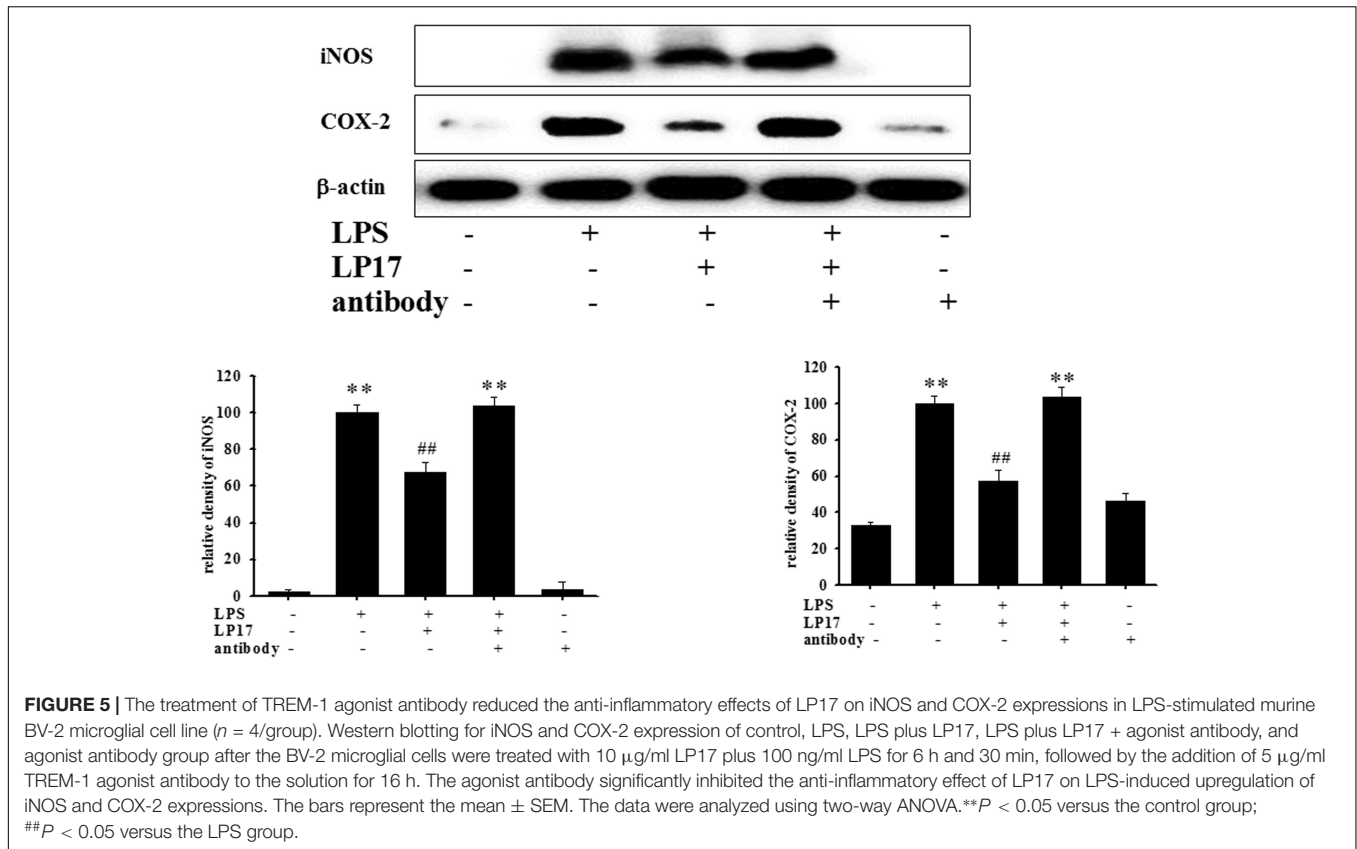 iNOS
COX-2
β-actin
LPS - + + + -
LP17 - - + + -
antibody - - - + +
relative density of iNOS
120
100
80
60
40
20
0
** ## **
LPS - + + + -
LP17 - - + + -
antibody - - - + +
relative density of COX-2
120
100
80
60
40
20
0
** ## **
LPS - + + + -
LP17 - - + + -
antibody - - - + +
FIGURE 5 | The treatment of TREM-1 agonist antibody reduced the anti-inflammatory effects of LP17 on iNOS and COX-2 expressions in LPS-stimulated murine
BV-2 microglial cell line (n = 4/group). Western blotting for iNOS and COX-2 expression of control, LPS, LPS plus LP17, LPS plus LP17 + agonist antibody, and
agonist antibody group after the BV-2 microglial cells were treated with 10 μg/ml LP17 plus 100 ng/ml LPS for 6 h and 30 min, followed by the addition of 5 μg/ml
TREM-1 agonist antibody to the solution for 16 h. The agonist antibody significantly inhibited the anti-inflammatory effect of LP17 on LPS-induced upregulation of
iNOS and COX-2 expressions. The bars represent the mean ± SEM. The data were analyzed using two-way ANOVA.**P < 0.05 versus the control group;
##P < 0.05 versus the LPS group.